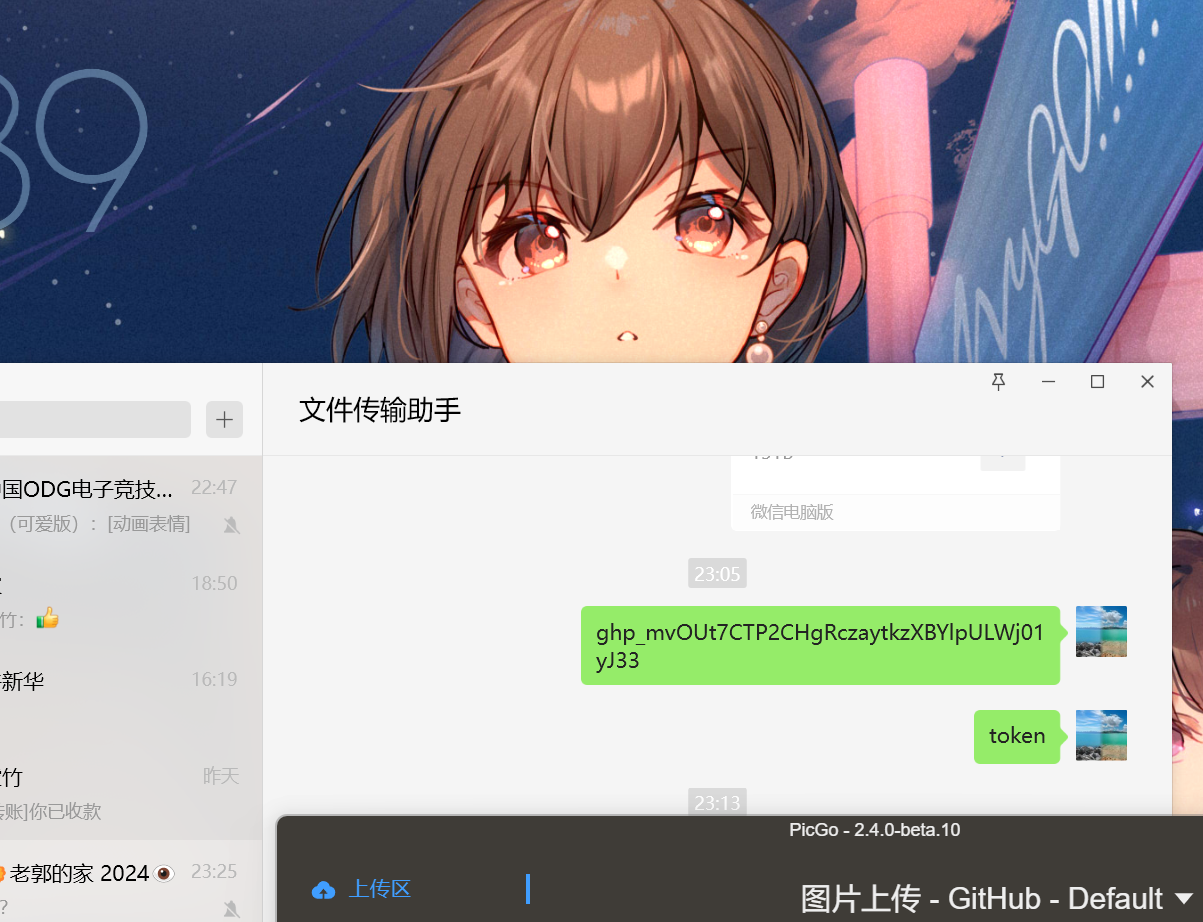 89
hyapo
文件传输助手
国ODG电子竞技... 22:47
（可爱版）：[动画表情]
微信电脑版
23:05
18:50
竹：
ghp_mvOUt7CTP2CHgRczaytkzXBYlpULWj01
yJ33
新华 16:19
token
竹 昨天
账]你已收款
23:13
PicGo - 2.4.0-beta.10
老郭的家 2024 23:25
?
上传区
图片上传 - GitHub - Default